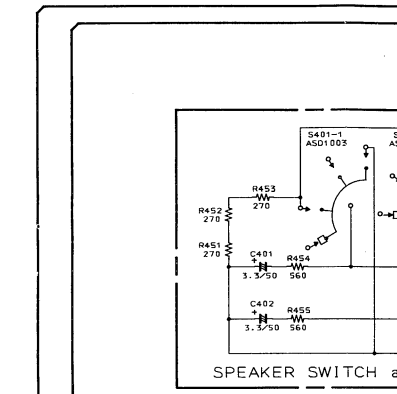 S401-1
ASD1003
S
AS
R453
270
R452
270
R451
270
C401
+
3.3/50
R454
560
C402
+
3.3/50
R455
560
SPEAKER SWITCH a